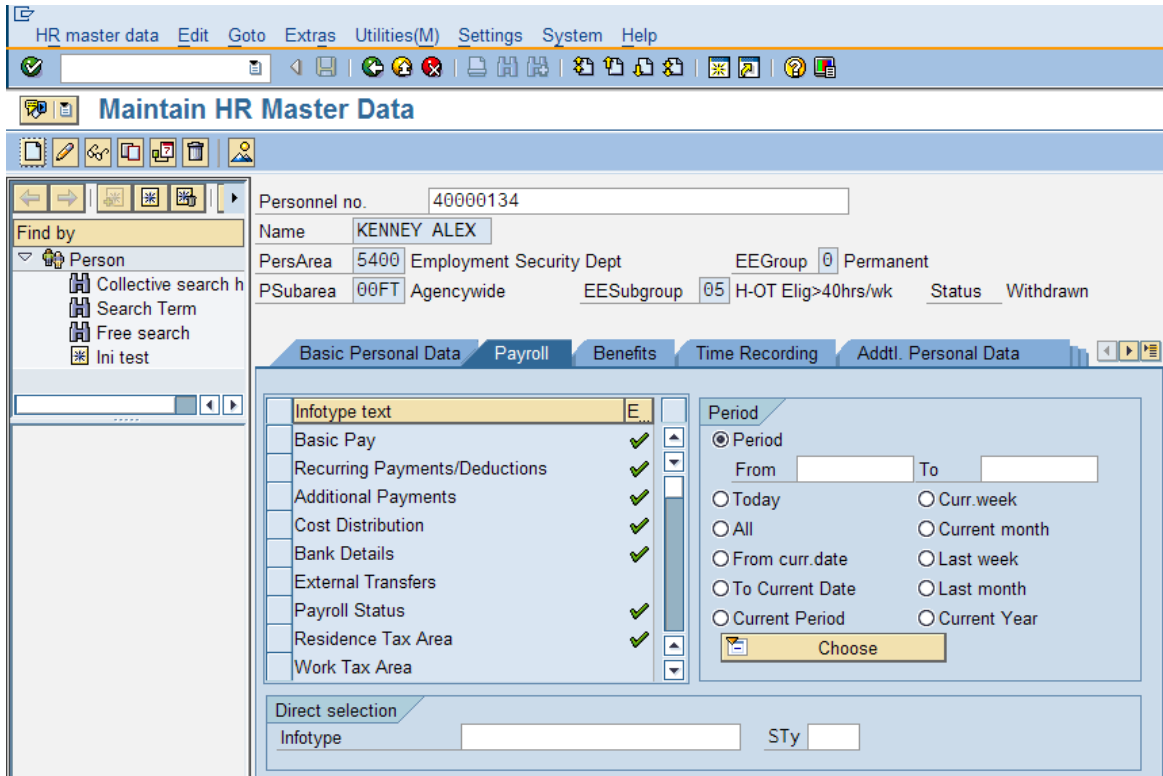 HR master data Edit Goto Extras Utilities(M) Settings System Help
Maintain HR Master Data
Find by
Person
Collective search h
Search Term
Free search
Ini test
Personnel no. 40000134
Name KENNEY ALEX
PersArea 5400 Employment Security Dept EEGroup 0 Permanent
PSubarea 00FT Agencywide EESubgroup 05 H-OT Elig>40hrs/wk Status Withdrawn
Basic Personal Data Payroll Benefits Time Recording Addtl. Personal Data
Infotype text E...
Basic Pay
Recurring Payments/Deductions
Additional Payments
Cost Distribution
Bank Details
External Transfers
Payroll Status
Residence Tax Area
Work Tax Area
Period
Period
From To
Today Curr.week
All Current month
From curr.date Last week
To Current Date Last month
Current Period Current Year
Choose
Direct selection
Infotype STy